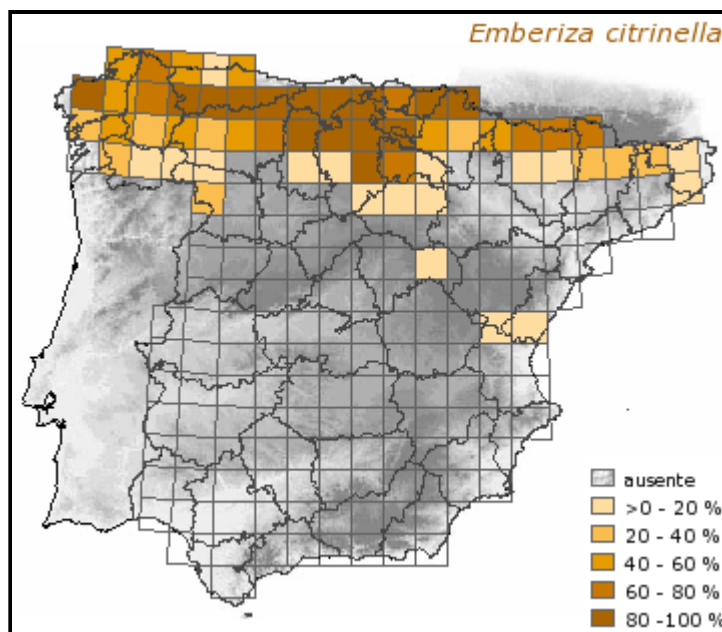 Emberiza citrinella
ausente
>0 - 20 %
20 - 40 %
40 - 60 %
60 - 80 %
80 -100 %